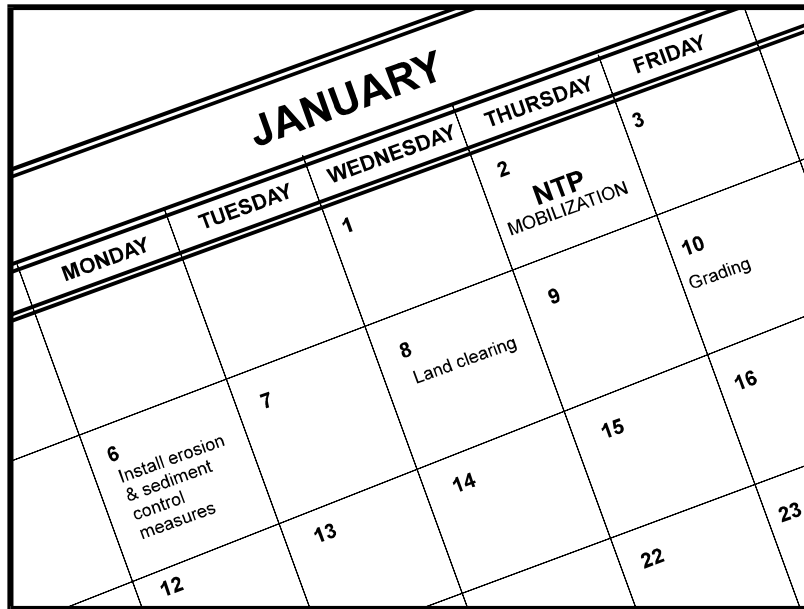 JANUARY
MONDAY TUESDAY WEDNESDAY THURSDAY FRIDAY
1 2 3
NTP
MOBILIZATION
6 7 8 9 10
Install erosion
& sediment
control
measures
Land clearing
Grading
12 13 14 15 16
22 23